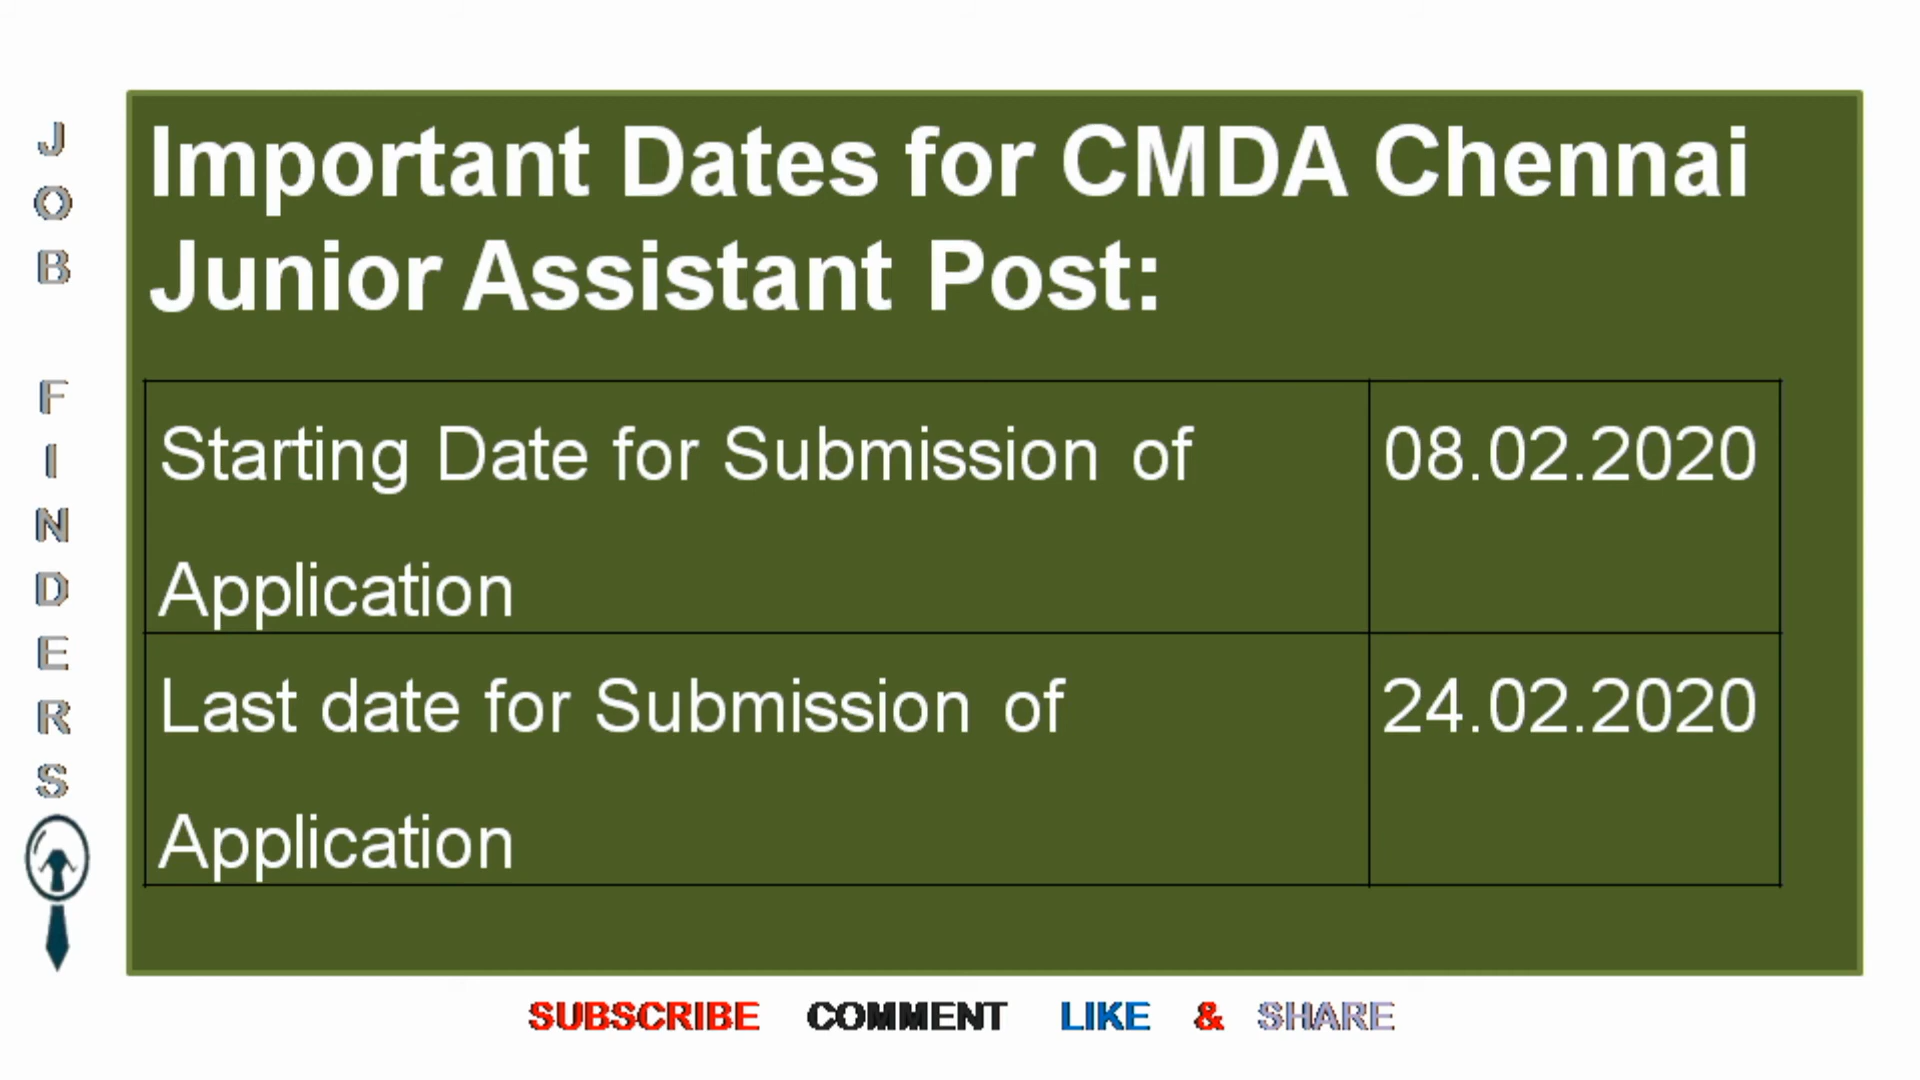 JOB FINDERS
Important Dates for CMDA Chennai
Junior Assistant Post:
Starting Date for Submission of
Application
08.02.2020
Last date for Submission of
Application
24.02.2020
SUBSCRIBE COMMENT LIKE & SHARE